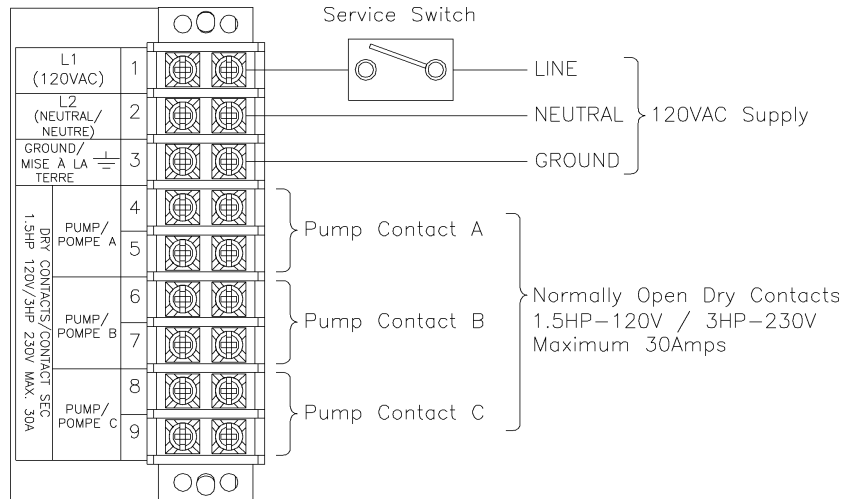 Service Switch
L1
(120VAC)
1
LINE
L2
(NEUTRAL/
NEUTRE)
2
NEUTRAL
120VAC Supply
GROUND/
MISE À LA
TERRE
3
GROUND
DRY CONTACTS/CONTACT SEC
1.5HP 120V/3HP 230V MAX. 30A
PUMP/
POMPE A
4
5
Pump Contact A
PUMP/
POMPE B
6
7
Pump Contact B
Normally Open Dry Contacts
1.5HP-120V / 3HP-230V
Maximum 30Amps
PUMP/
POMPE C
8
9
Pump Contact C